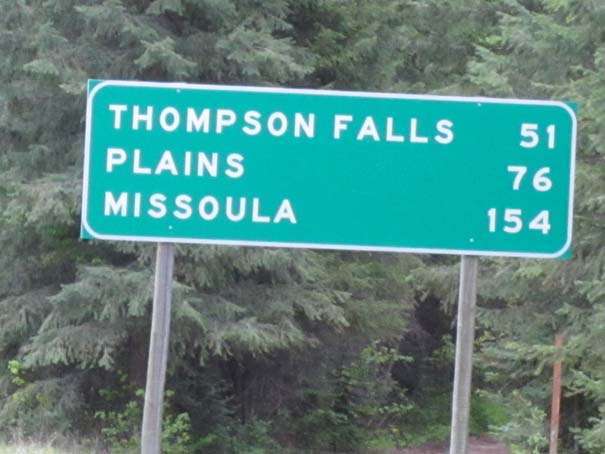 THOMPSON FALLS 51
PLAINS 76
MISSOULA 154